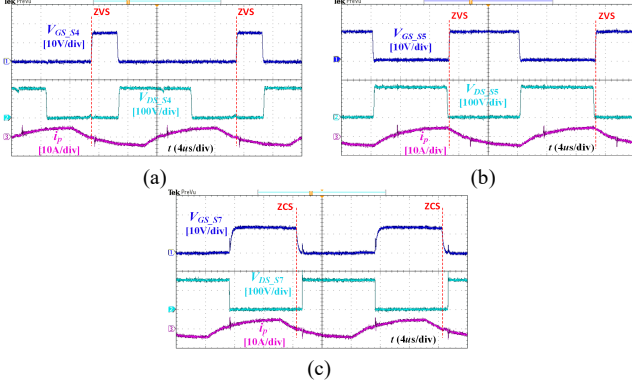 Tek PreVu
ZVS ZVS
V_GS_S4
[10V/div]
V_DS_S4
[100V/div]
i_p
[10A/div]
t (4us/div)
(a)
Tek PreVu
ZVS ZVS
V_GS_S5
[10V/div]
V_DS_S5
[100V/div]
i_p
[10A/div]
t (4us/div)
(b)
Tek PreVu
ZCS ZCS
V_GS_S7
[10V/div]
V_DS_S7
[100V/div]
i_p
[10A/div]
t (4us/div)
(c)